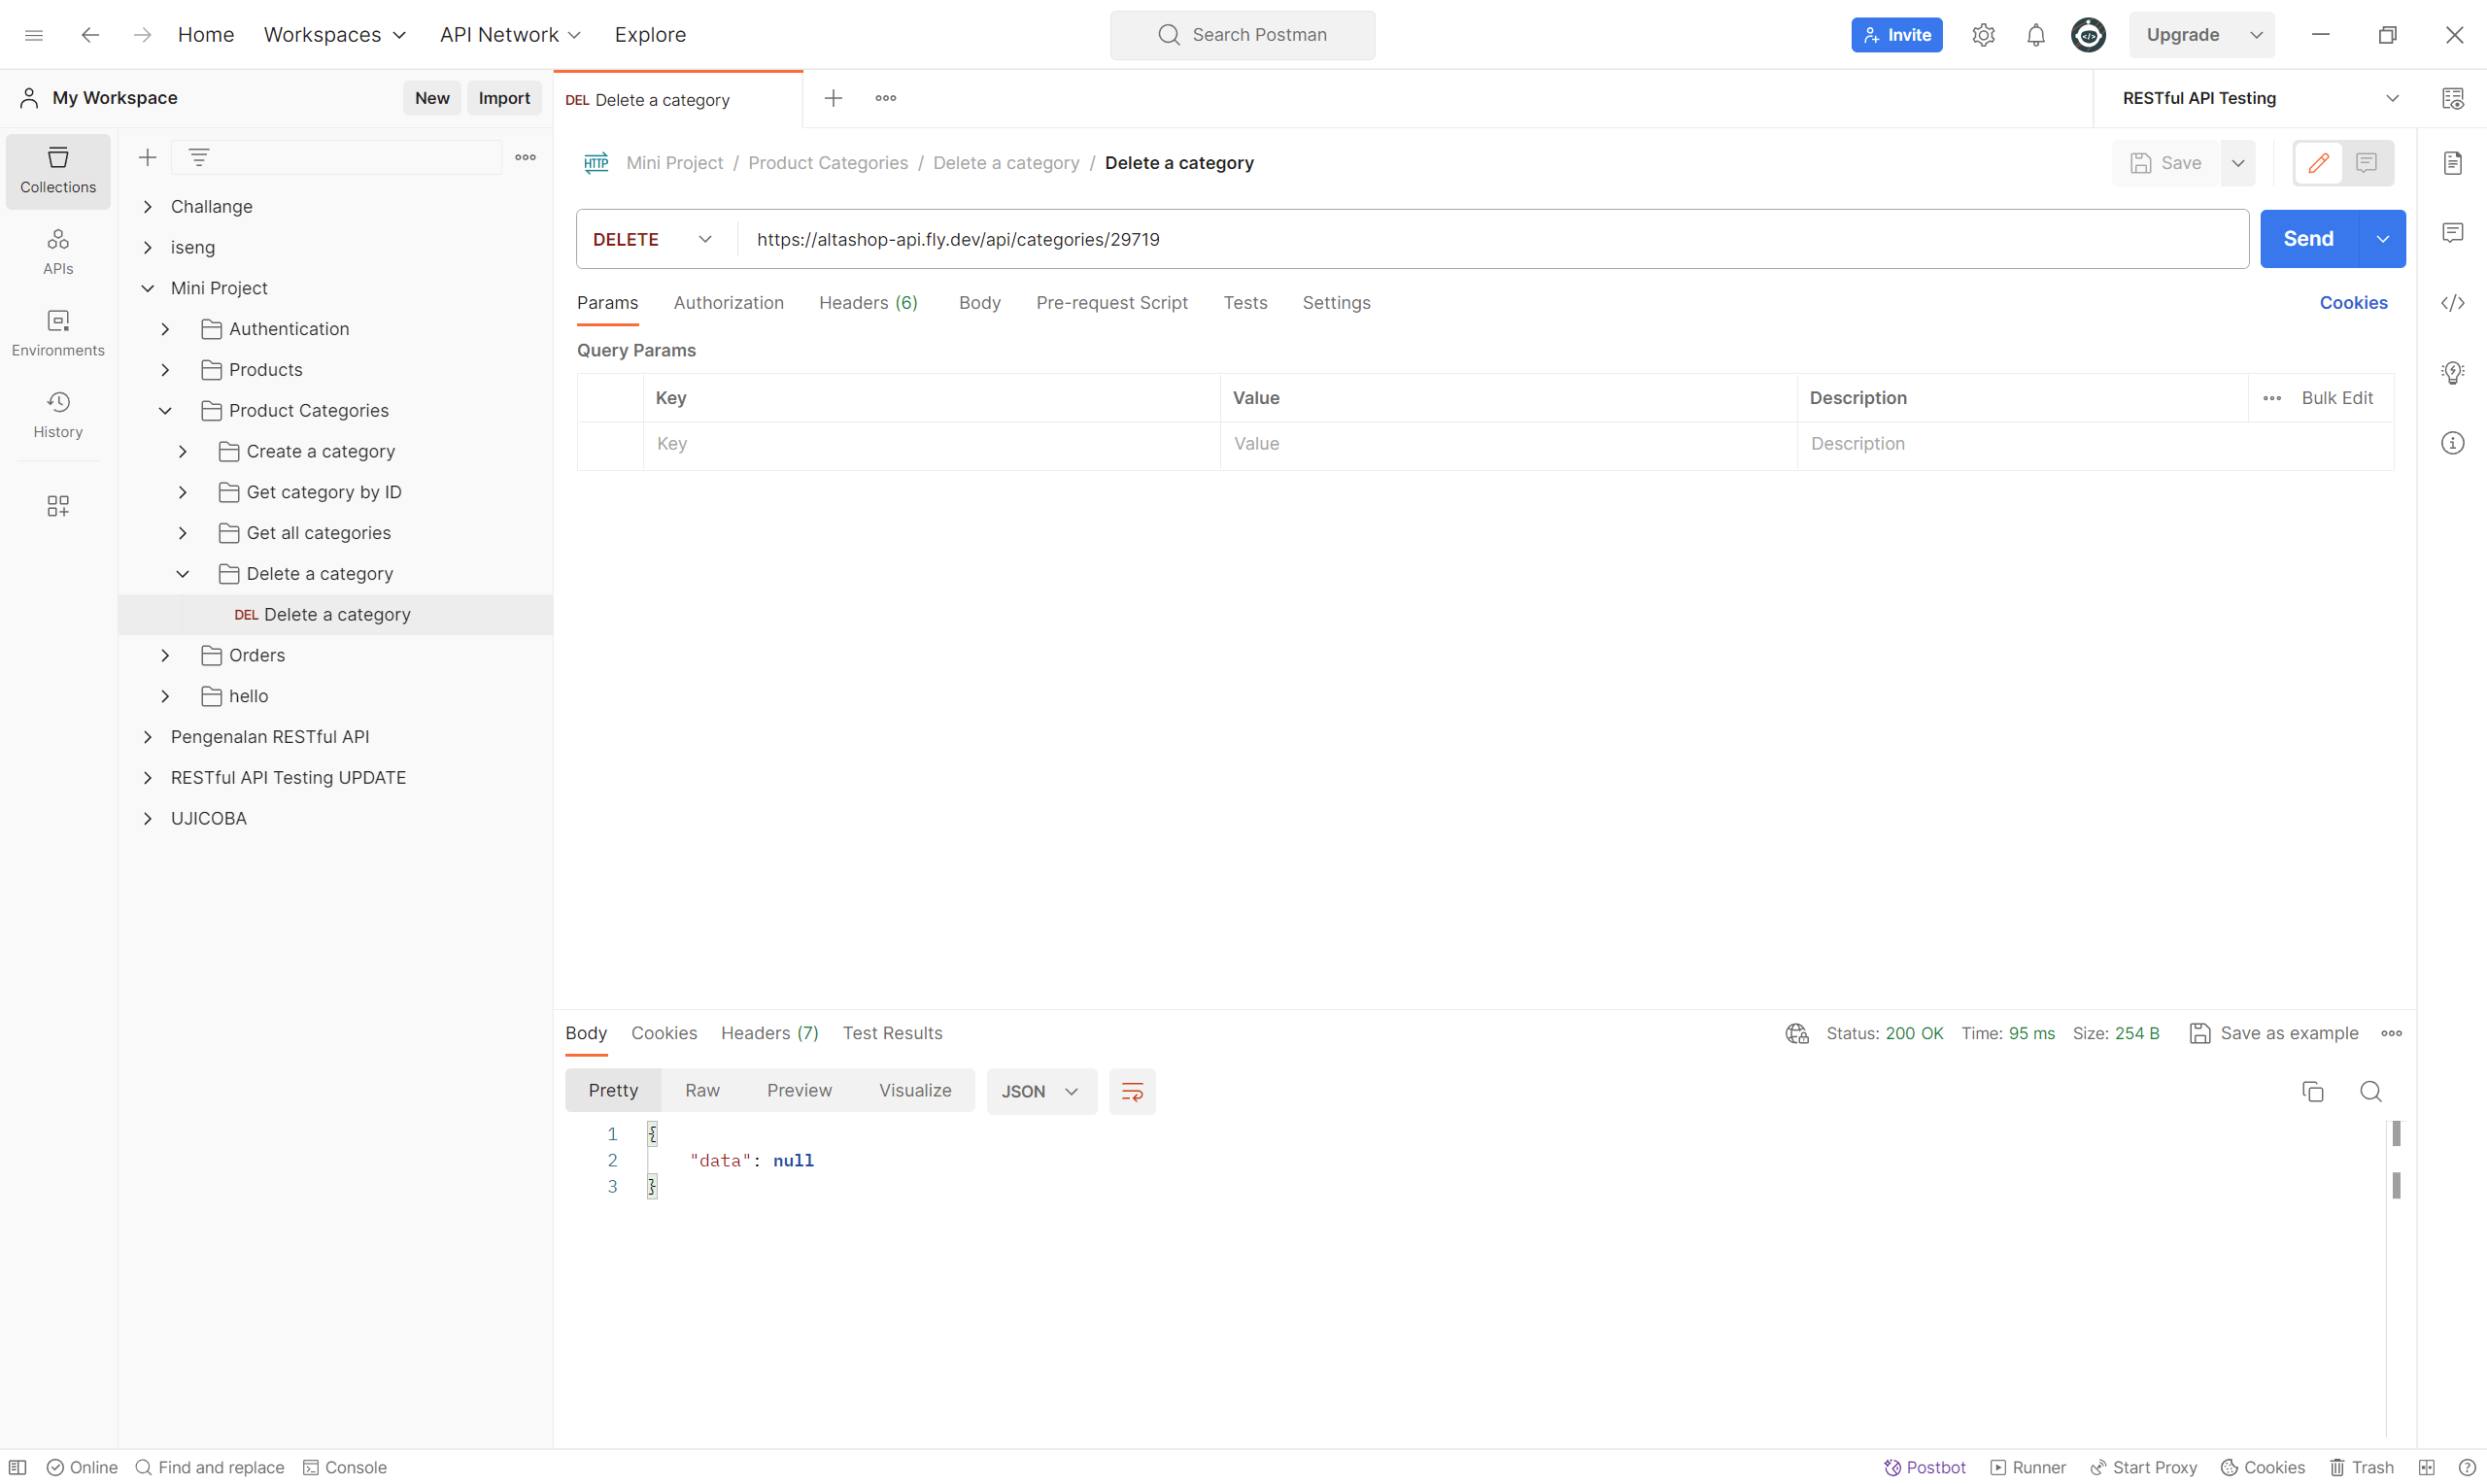 Home Workspaces API Network Explore Search Postman Invite Upgrade
My Workspace New Import DEL Delete a category RESTful API Testing
Collections
APIs
Environments
History
Challange
iseng
Mini Project
Authentication
Products
Product Categories
Create a category
Get category by ID
Get all categories
Delete a category
DEL Delete a category
Orders
hello
Pengenalan RESTful API
RESTful API Testing UPDATE
UJICOBA
HTTP Mini Project / Product Categories / Delete a category / Delete a category Save
DELETE https://altashop-api.fly.dev/api/categories/29719 Send
Params Authorization Headers (6) Body Pre-request Script Tests Settings Cookies
Query Params
Key Value Description Bulk Edit
Key Value Description
Body Cookies Headers (7) Test Results Status: 200 OK Time: 95 ms Size: 254 B Save as example
Pretty Raw Preview Visualize JSON
1 {
2 "data": null
3 }
Online Find and replace Console Postbot Runner Start Proxy Cookies Trash